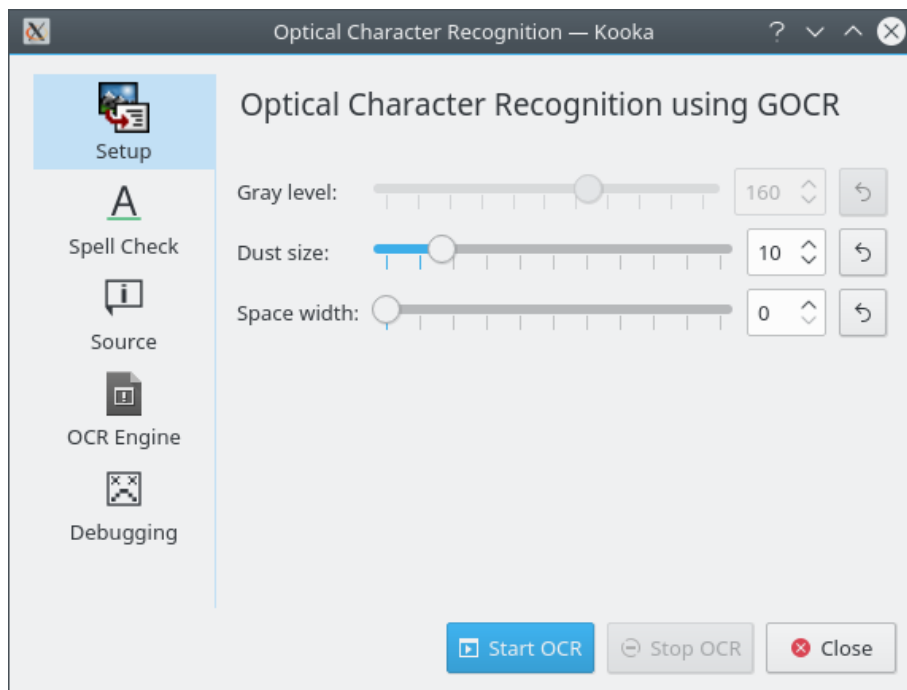 Optical Character Recognition — Kooka
Setup
Spell Check
Source
OCR Engine
Debugging
Optical Character Recognition using GOCR
Gray level: 160
Dust size: 10
Space width: 0
Start OCR Stop OCR Close